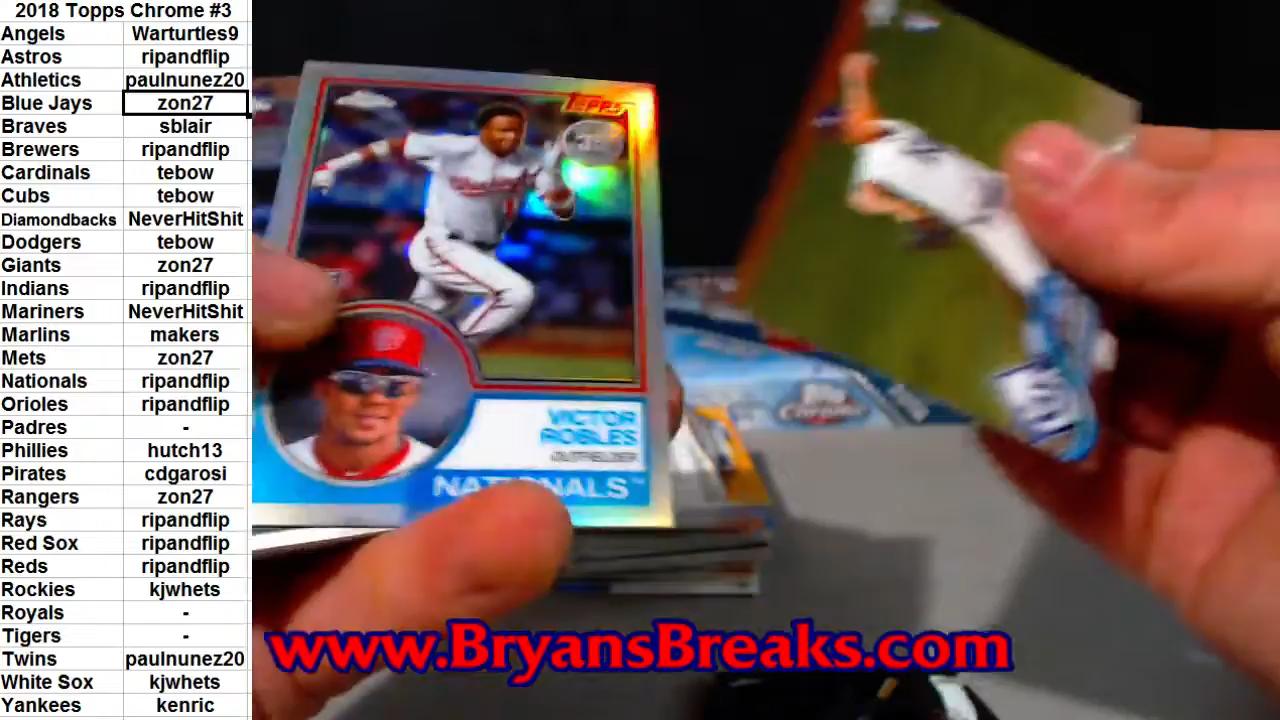 2018 Topps Chrome #3
Angels Warturtles9
Astros ripandflip
Athletics paulnunez20
Blue Jays zon27
Braves sblair
Brewers ripandflip
Cardinals tebow
Cubs tebow
Diamondbacks NeverHitShit
Dodgers tebow
Giants zon27
Indians ripandflip
Mariners NeverHitShit
Marlins makers
Mets zon27
Nationals ripandflip
Orioles ripandflip
Padres -
Phillies hutch13
Pirates cdgarosi
Rangers zon27
Rays ripandflip
Red Sox ripandflip
Reds ripandflip
Rockies kjwhets
Royals -
Tigers -
Twins paulnunez20
White Sox kjwhets
Yankees kenric
TOPPS
VICTOR
ROBLES
OUTFIELDER
NATIONALS™
Topps
Chrome
www.BryansBreaks.com